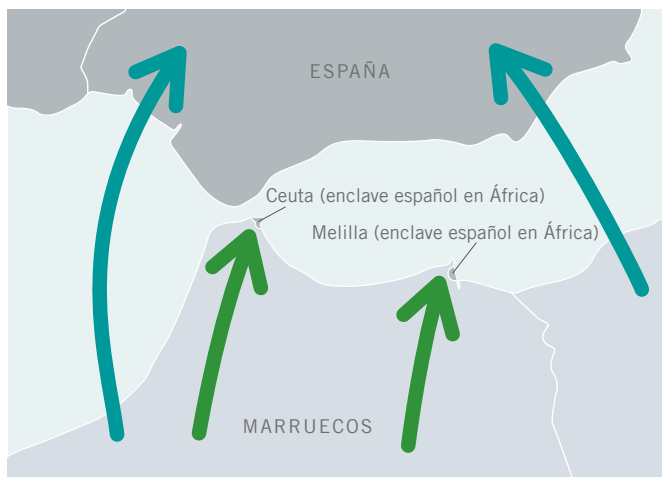 ESPAÑA
Ceuta (enclave español en África)
Melilla (enclave español en África)
MARRUECOS